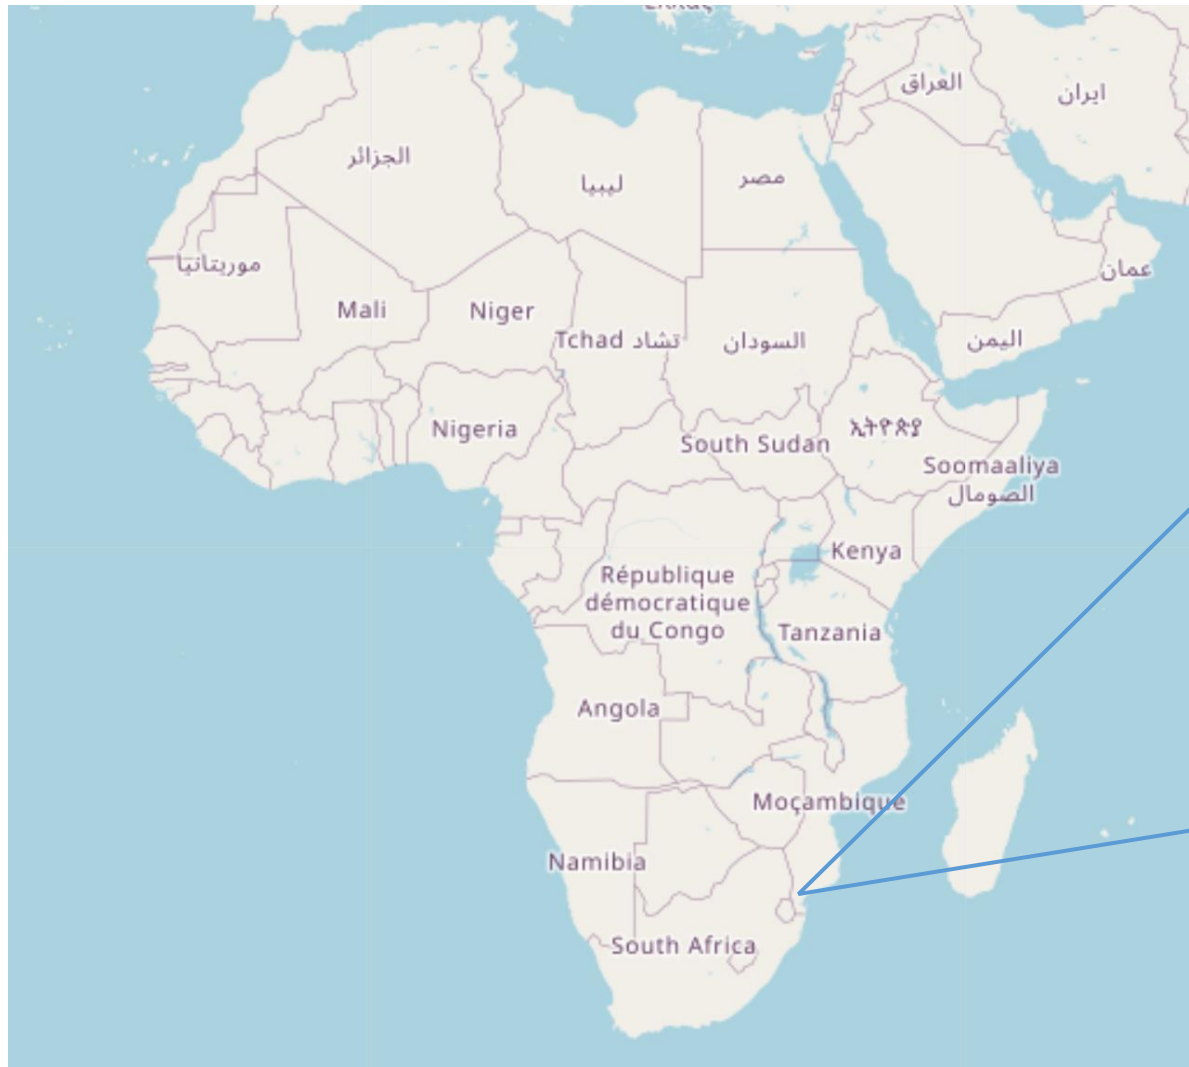 العراق
ایران
الجزائر
ليبيا
مصر
موريتانيا
عمان
Mali
Niger
Tchad تشاد
السودان
اليمن
Nigeria
South Sudan
ኢትዮጵያ
Soomaaliya
الصومال
Kenya
République
démocratique
du Congo
Tanzania
Angola
Moçambique
Namibia
South Africa